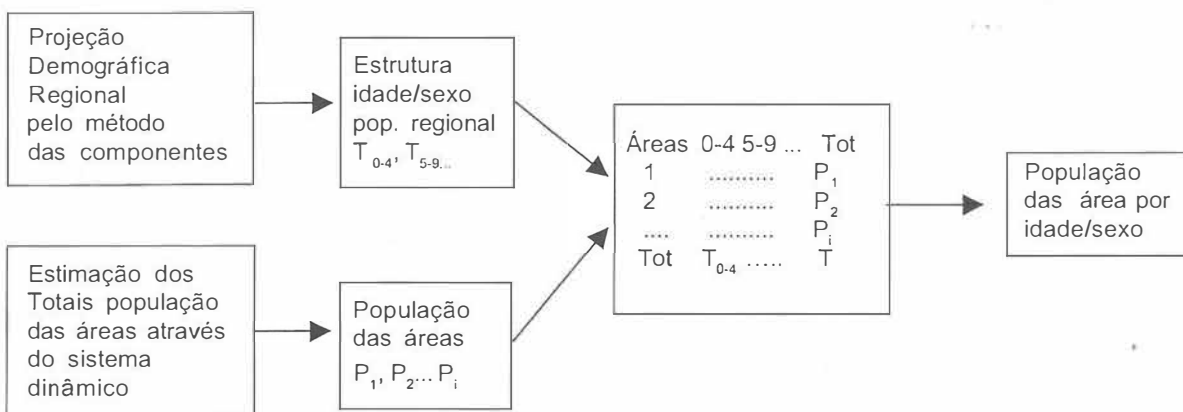 Projeção
Demográfica
Regional
pelo método
das componentes
Estrutura
idade/sexo
pop. regional
T0-4, T5-9...
Estimação dos
Totais população
das áreas através
do sistema
dinâmico
População
das áreas
P1, P2... Pi
Áreas 0-4 5-9 ... Tot
1 .......... P1
2 .......... P2
.... .......... Pi
Tot T0-4 ..... T
População
das área por
idade/sexo